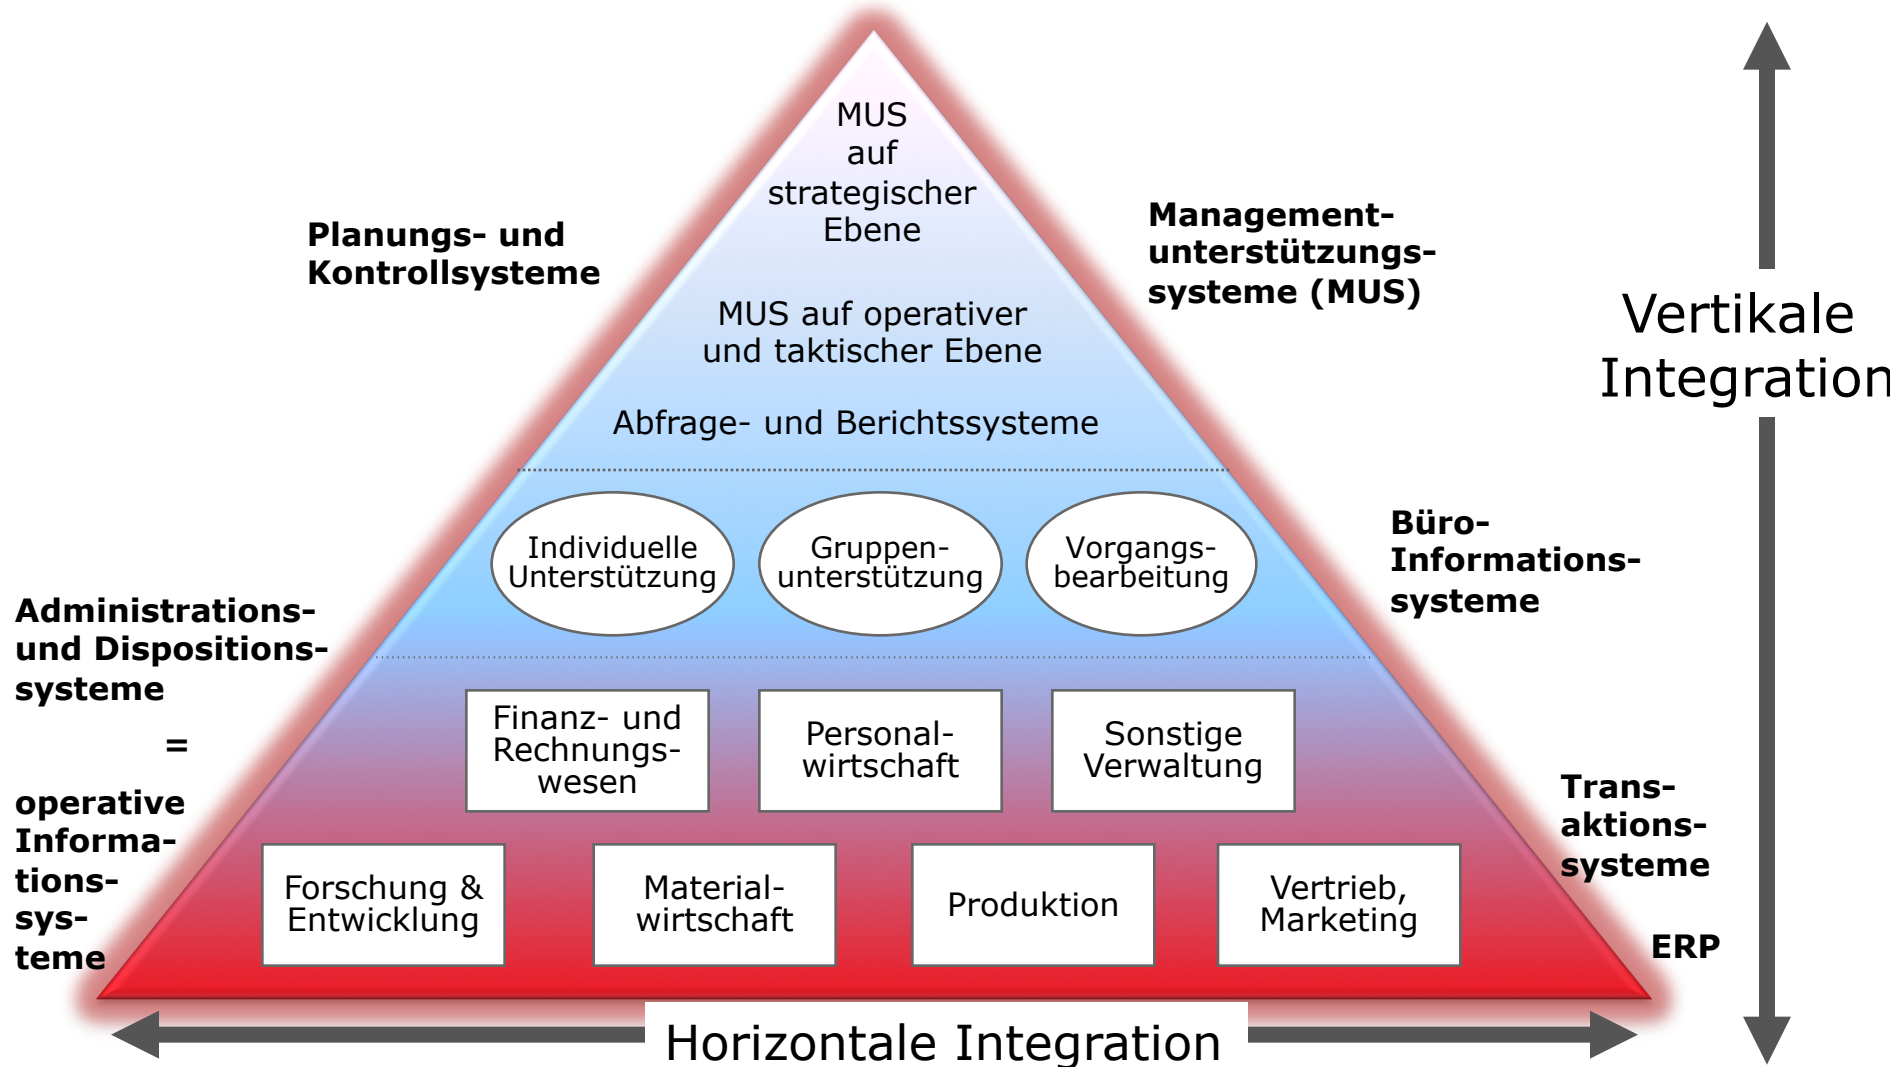 MUS
auf
strategischer
Ebene
Planungs- und
Kontrollsysteme
Management-
unterstützungs-
systeme (MUS)
MUS auf operativer
und taktischer Ebene
Abfrage- und Berichtssysteme
Vertikale
Integration
Individuelle
Unterstützung
Gruppen-
unterstützung
Vorgangs-
bearbeitung
Büro-
Informations-
systeme
Administrations-
und Dispositions-
systeme
=
operative
Informa-
tions-
sys-
teme
Finanz- und
Rechnungs-
wesen
Personal-
wirtschaft
Sonstige
Verwaltung
Trans-
aktions-
systeme
Forschung &
Entwicklung
Material-
wirtschaft
Produktion
Vertrieb,
Marketing
ERP
Horizontale Integration